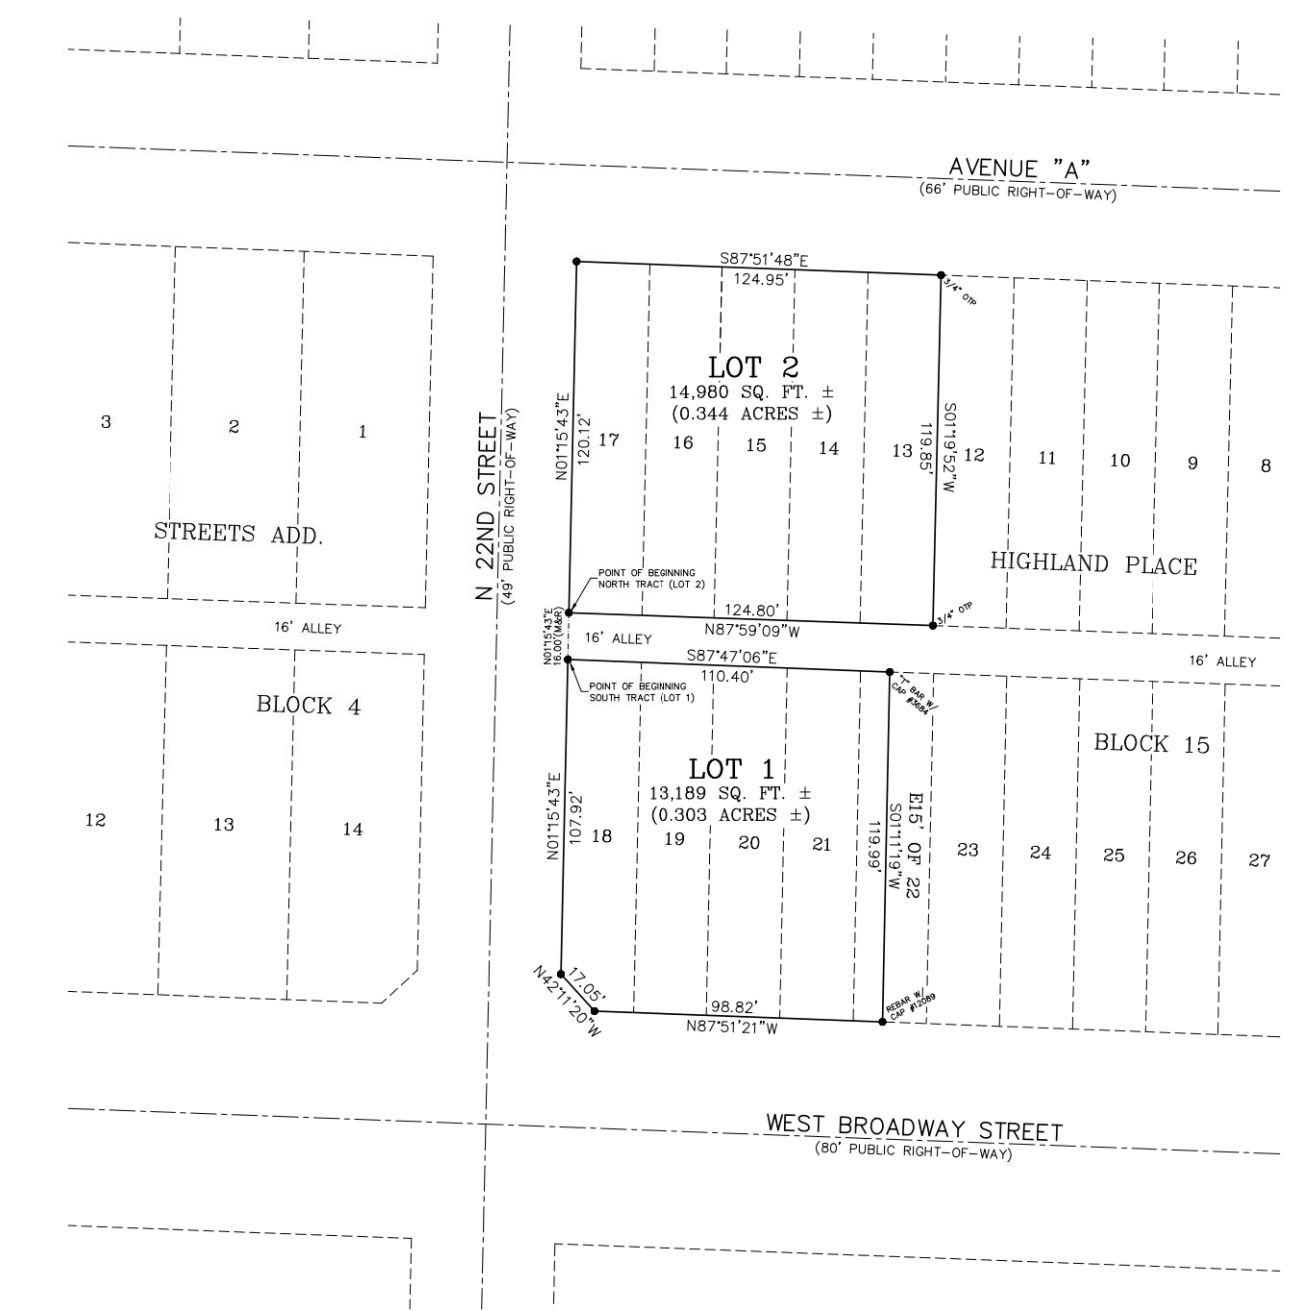 AVENUE "A"
(66' PUBLIC RIGHT-OF-WAY)
S87°51'48"E
124.95'
3/4" OTP
LOT 2
14,980 SQ. FT. ±
(0.344 ACRES ±)
N01°15'43"E
120.12'
S01°19'52"W
119.85'
3
2
1
17
16
15
14
13
12
11
10
9
8
N 22ND STREET
(49' PUBLIC RIGHT-OF-WAY)
STREETS ADD.
HIGHLAND PLACE
POINT OF BEGINNING
NORTH TRACT (LOT 2)
124.80'
N87°59'09"W
3/4" OTP
16' ALLEY
N01°15'43"E
16.00'(M&R)
16' ALLEY
16' ALLEY
S87°47'06"E
110.40'
POINT OF BEGINNING
SOUTH TRACT (LOT 1)
"T" BAR W/
CAP #3684
BLOCK 4
BLOCK 15
LOT 1
13,189 SQ. FT. ±
(0.303 ACRES ±)
N01°15'43"E
107.92'
119.99'
S01°11'19"W
E15' OF 22
12
13
14
18
19
20
21
23
24
25
26
27
17.05'
N42°11'20"W
98.82'
N87°51'21"W
REBAR W/
CAP #12089
WEST BROADWAY STREET
(80' PUBLIC RIGHT-OF-WAY)